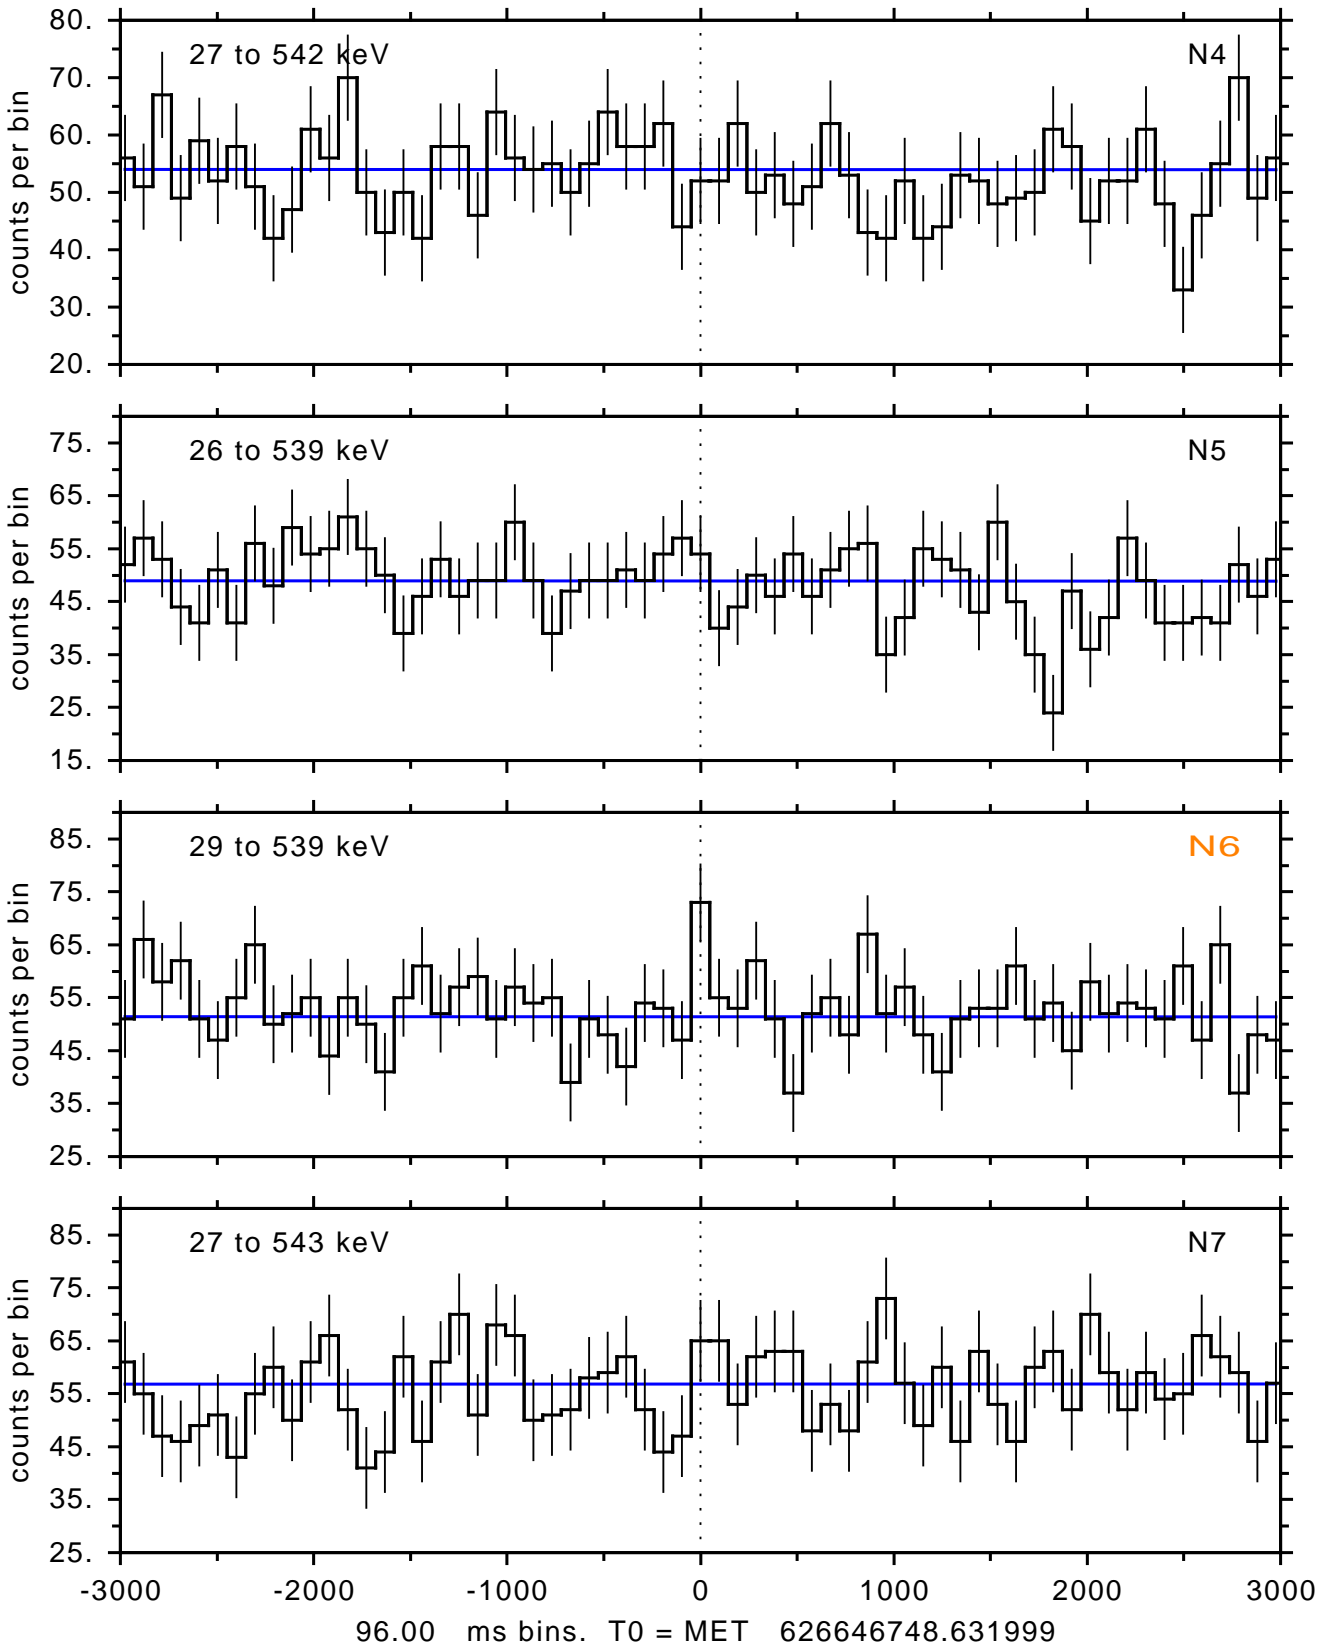 80.
27 to 542 keV N4
70.
60.
50.
40.
30.
20.
counts per bin
26 to 539 keV N5
75.
65.
55.
45.
35.
25.
15.
counts per bin
29 to 539 keV N6
85.
75.
65.
55.
45.
35.
25.
counts per bin
27 to 543 keV N7
85.
75.
65.
55.
45.
35.
25.
counts per bin
-3000 -2000 -1000 0 1000 2000 3000
96.00 ms bins. T0 = MET 626646748.631999